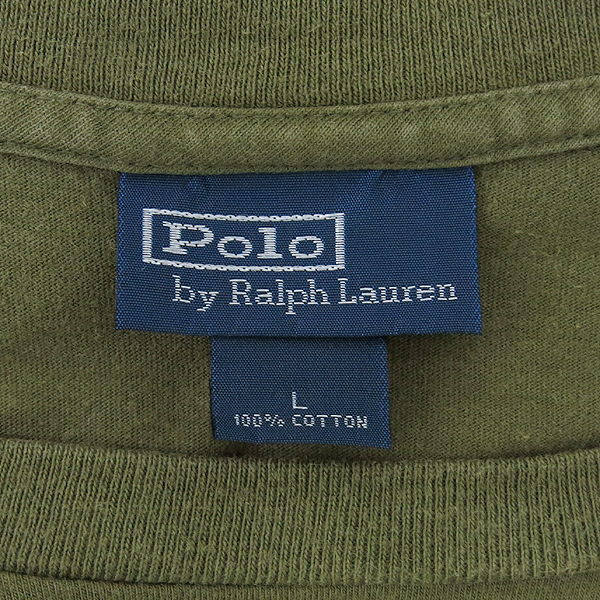 Polo
by Ralph Lauren
L
100% COTTON